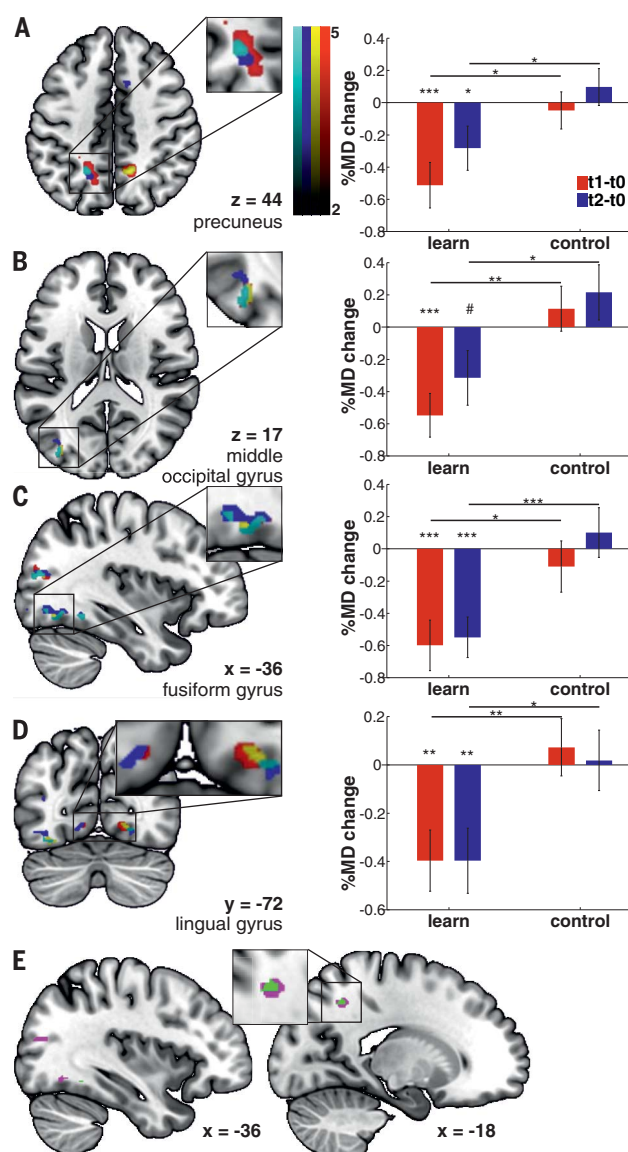 A
5
2
z = 44
precuneus
0.4
0.2
0
-0.2
-0.4
-0.6
-0.8
%MD change
*
*
***
*
t1-t0
t2-t0
learn
control
B
z = 17
middle
occipital gyrus
0.4
0.2
0
-0.2
-0.4
-0.6
-0.8
%MD change
*
**
***
#
learn
control
C
x = -36
fusiform gyrus
0.4
0.2
0
-0.2
-0.4
-0.6
-0.8
%MD change
***
*
***
***
learn
control
D
y = -72
lingual gyrus
0.2
0
-0.2
-0.4
-0.6
%MD change
*
**
**
**
learn
control
E
x = -36
x = -18